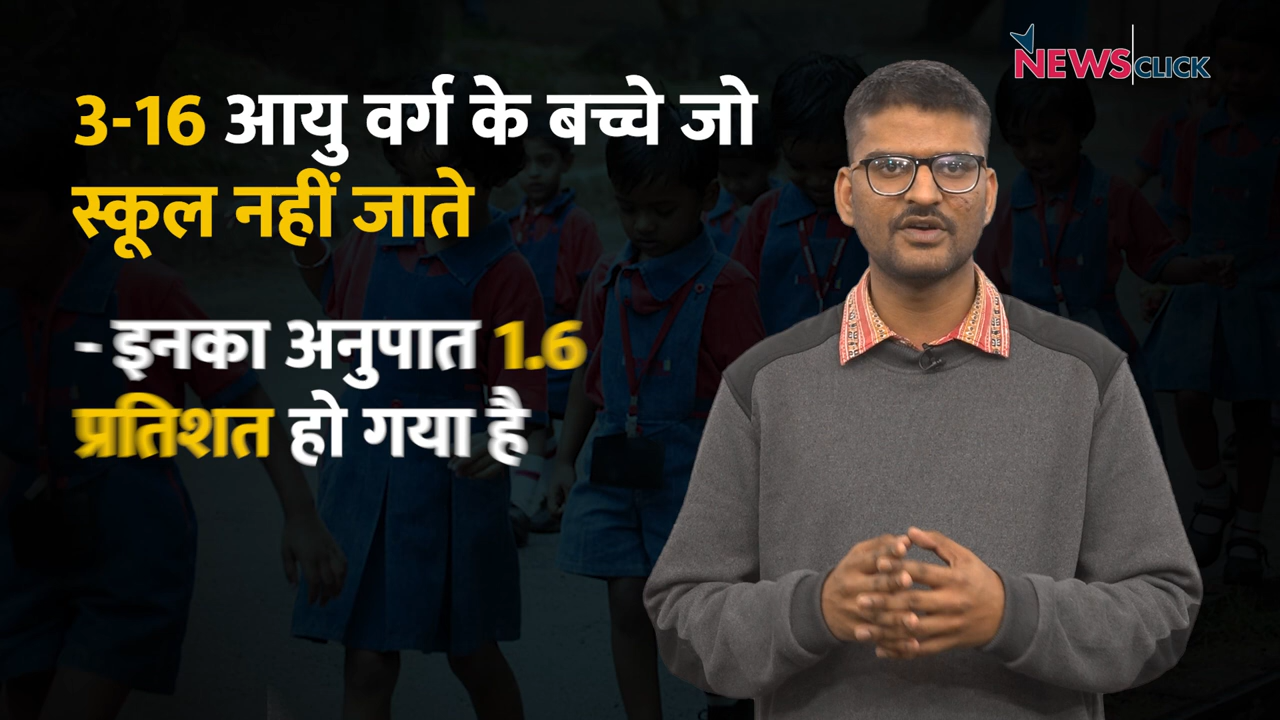 NEWSCLICK
3-16 आयु वर्ग के बच्चे जो
स्कूल नहीं जाते
- इनका अनुपात 1.6
प्रतिशत हो गया है